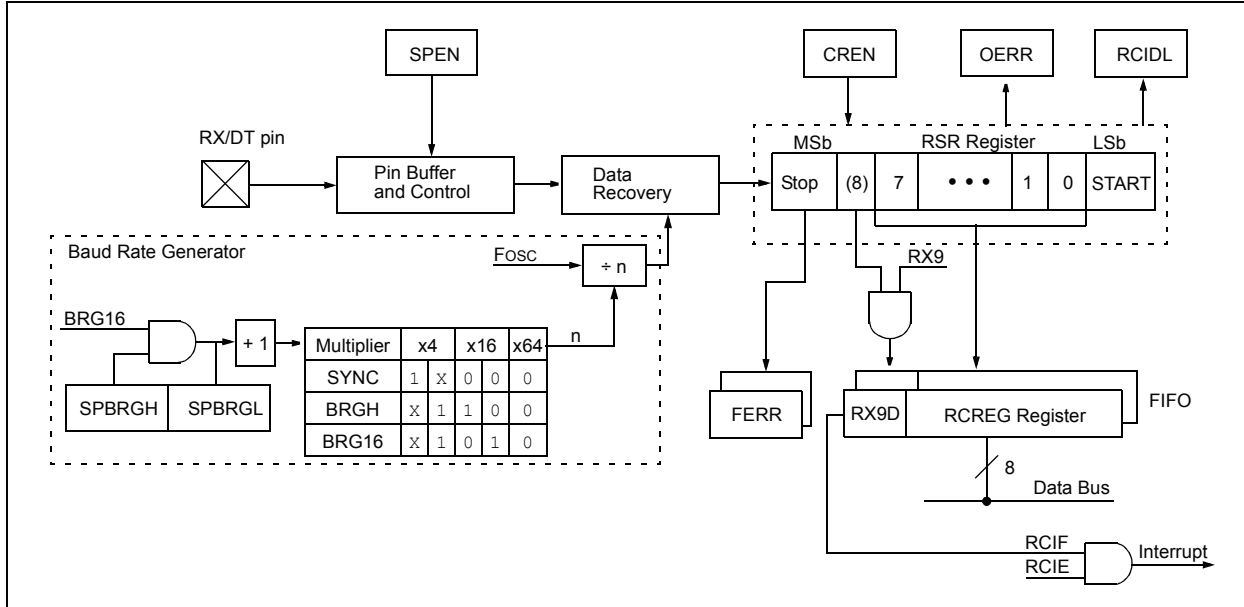 SPEN
CREN
OERR
RCIDL
RX/DT pin
Pin Buffer
and Control
Data
Recovery
MSb
RSR Register
LSb
Stop (8) 7 • • • 1 0 START
Baud Rate Generator
FOSC
÷ n
RX9
BRG16
+ 1
n
Multiplier x4 x16 x64
SYNC 1 X 0 0 0
BRGH X 1 1 0 0
BRG16 X 1 0 1 0
SPBRGH SPBRGL
FERR
RX9D
RCREG Register
FIFO
8
Data Bus
RCIF
RCIE
Interrupt